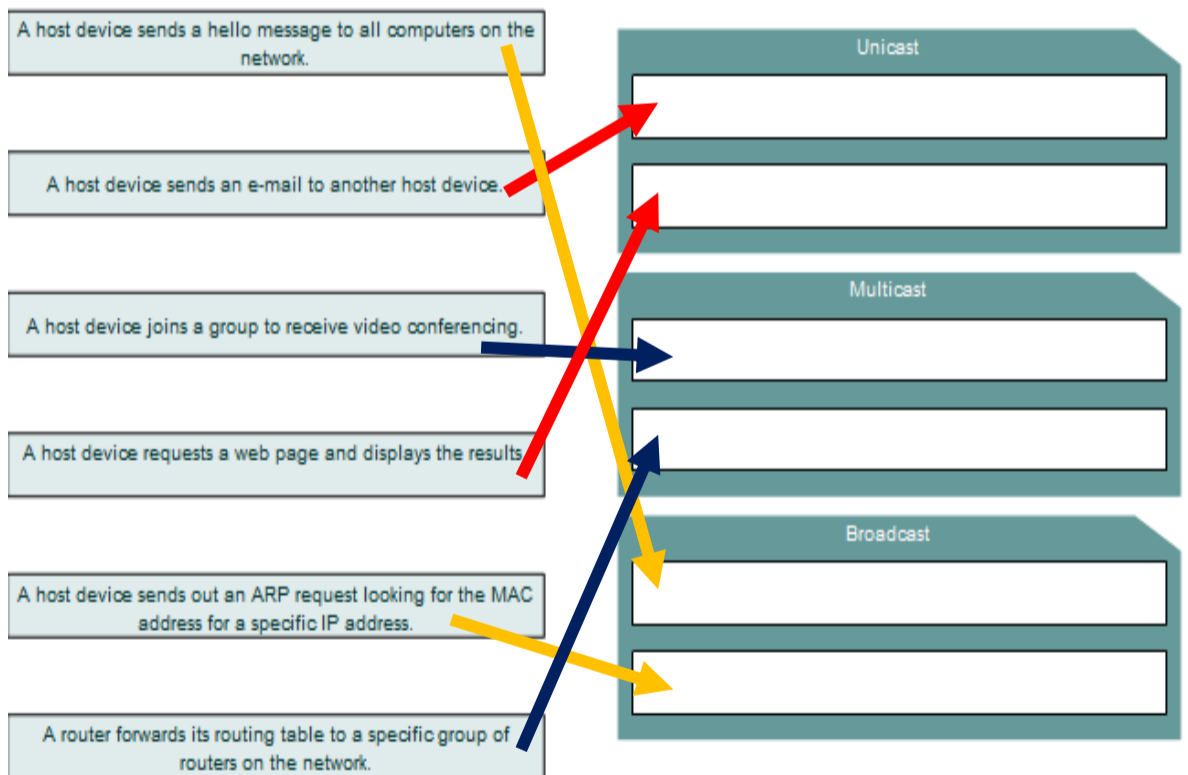 A host device sends a hello message to all computers on the
network.
A host device sends an e-mail to another host device.
A host device joins a group to receive video conferencing.
A host device requests a web page and displays the results
A host device sends out an ARP request looking for the MAC
address for a specific IP address.
A router forwards its routing table to a specific group of
routers on the network.
Unicast
Multicast
Broadcast